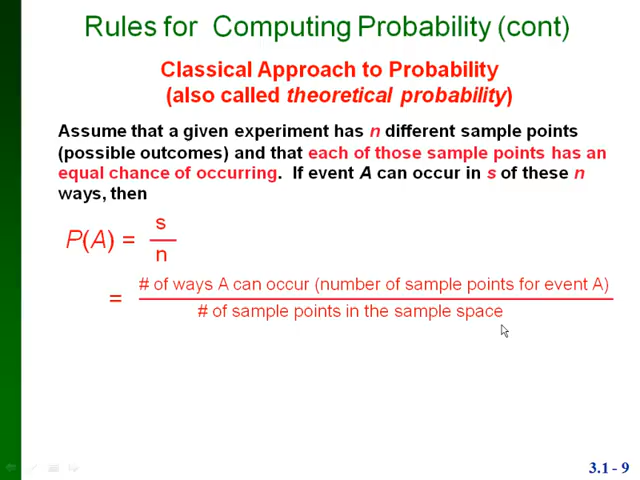 Rules for Computing Probability (cont)
Classical Approach to Probability
(also called theoretical probability)
Assume that a given experiment has n different sample points
(possible outcomes) and that each of those sample points has an
equal chance of occurring. If event A can occur in s of these n
ways, then
P(A) = s
n
= # of ways A can occur (number of sample points for event A)
# of sample points in the sample space
3.1 - 9